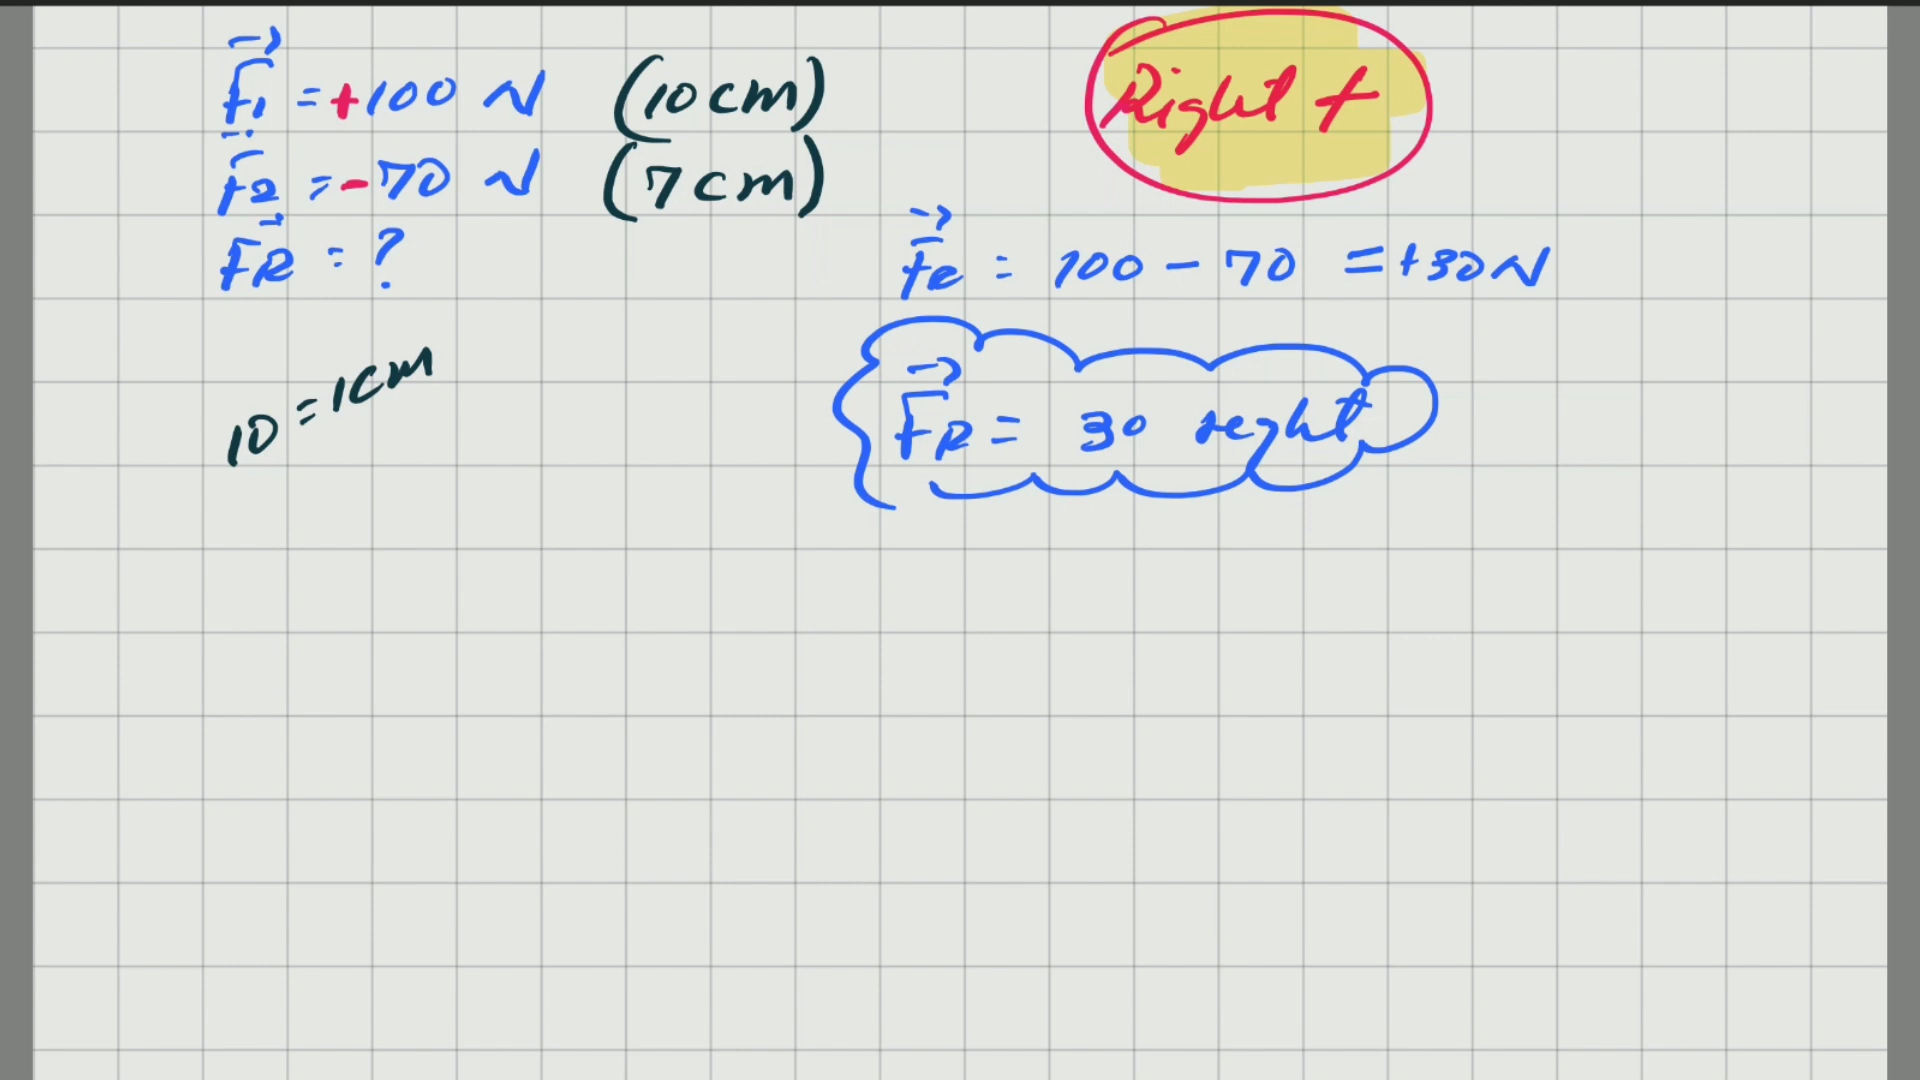 F1 = +100 N (10cm)
F2 = -70 N (7cm)
FR = ?
10 = 1cm
Right +
FR = 100 - 70 = +30N
FR = 30 right